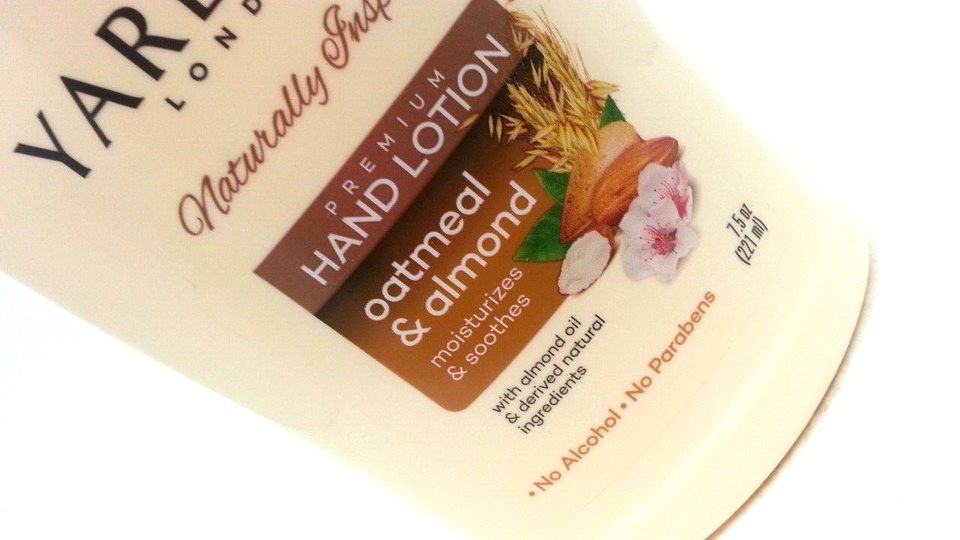 YARL
LOND
Naturally Insp
PREMIUM
HAND LOTION
oatmeal
& almond
moisturizes
& soothes
with almond oil
& derived natural
ingredients
7.5 oz
(221 ml)
• No Alcohol • No Parabens